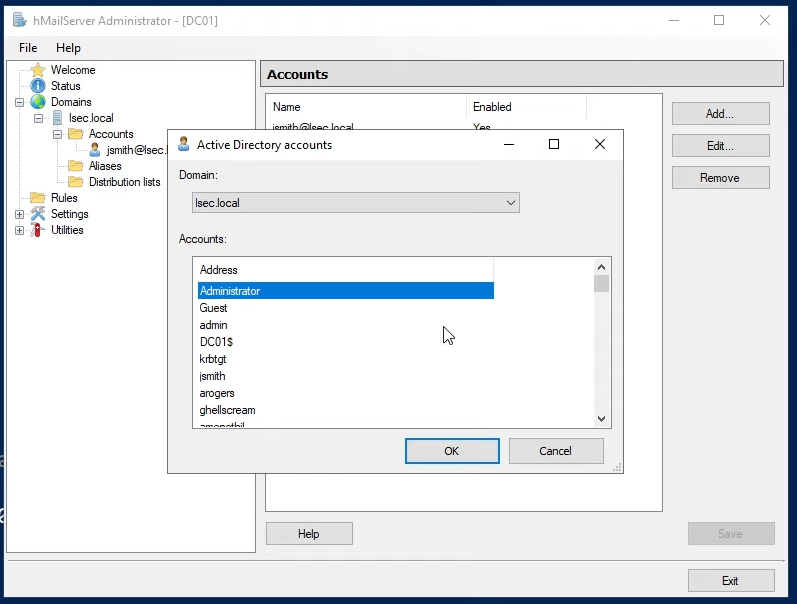 hMailServer Administrator - [DC01]
File Help
Welcome
Status
Domains
lsec.local
Accounts
jsmith@lsec.
Aliases
Distribution lists
Rules
Settings
Utilities
Accounts
Name Enabled
jsmith@lsec.local Yes
Add...
Edit...
Remove
Active Directory accounts
Domain:
lsec.local
Accounts:
Address
Administrator
Guest
admin
DC01$
krbtgt
jsmith
arogers
ghellscream
OK Cancel
Help Save
Exit